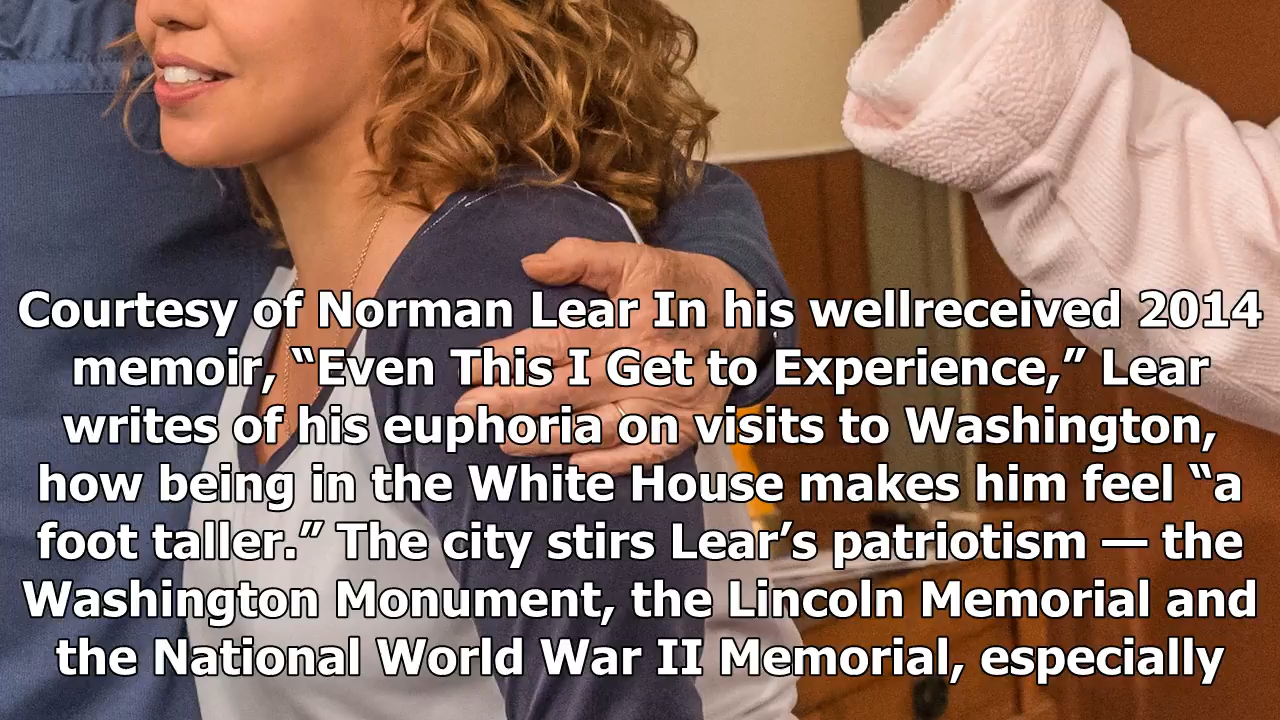 Courtesy of Norman Lear In his wellreceived 2014
memoir, “Even This I Get to Experience,” Lear
writes of his euphoria on visits to Washington,
how being in the White House makes him feel “a
foot taller.” The city stirs Lear’s patriotism — the
Washington Monument, the Lincoln Memorial and
the National World War II Memorial, especially